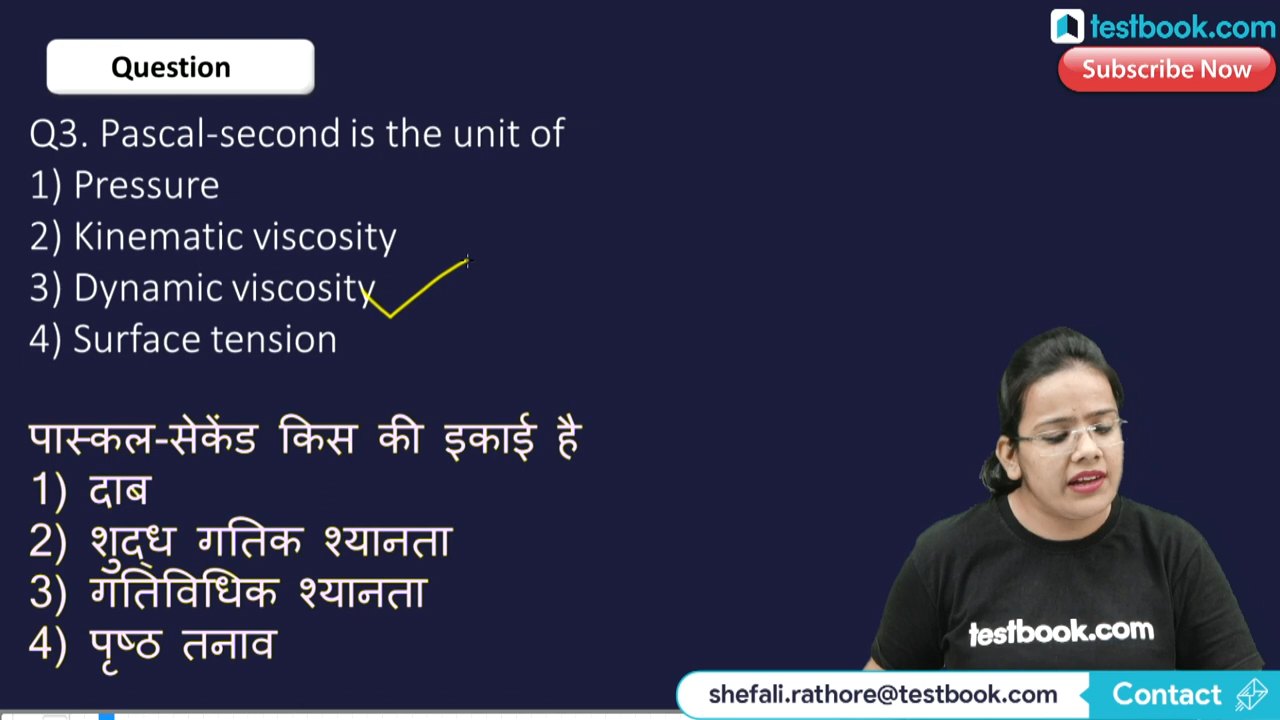 testbook.com
Subscribe Now
Question
Q3. Pascal-second is the unit of
1) Pressure
2) Kinematic viscosity
3) Dynamic viscosity
4) Surface tension
पास्कल-सेकेंड किस की इकाई है
1) दाब
2) शुद्ध गतिक श्यानता
3) गतिविधिक श्यानता
4) पृष्ठ तनाव
testbook.com
shefali.rathore@testbook.com Contact